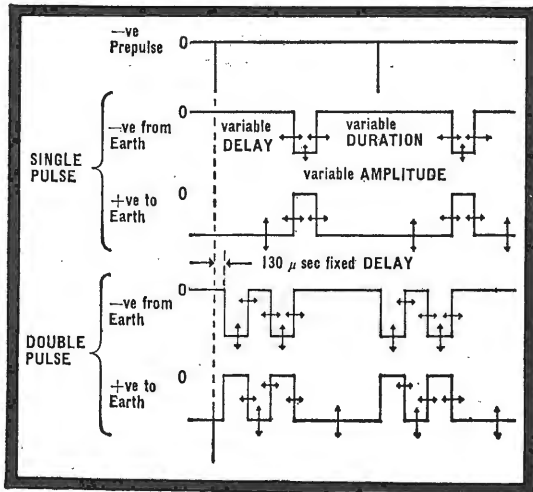 −ve
Prepulse
0
SINGLE
PULSE
−ve from
Earth
0
variable
DELAY
variable
DURATION
variable AMPLITUDE
+ve to
Earth
0
130 μ sec fixed DELAY
DOUBLE
PULSE
−ve from
Earth
0
+ve to
Earth
0